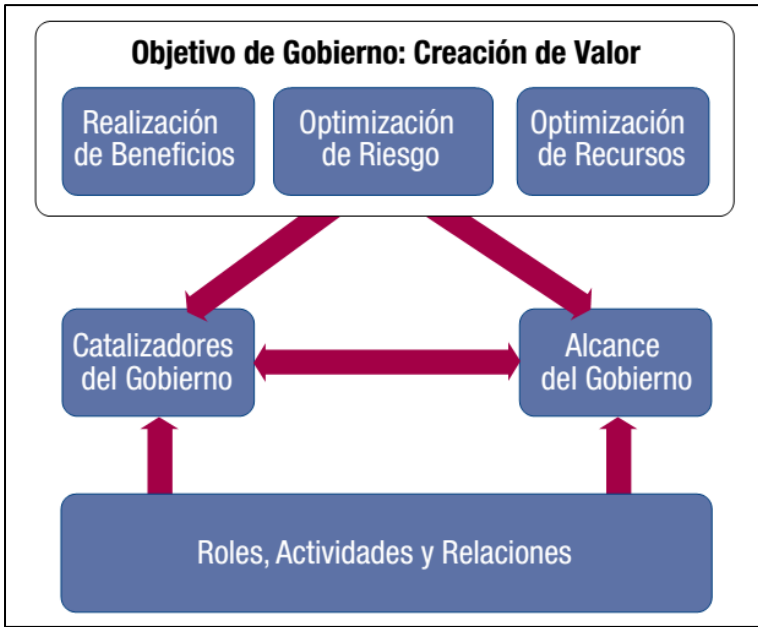 Objetivo de Gobierno: Creación de Valor
Realización
de Beneficios
Optimización
de Riesgo
Optimización
de Recursos
Catalizadores
del Gobierno
Alcance
del Gobierno
Roles, Actividades y Relaciones